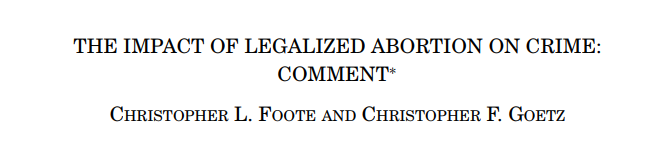 THE IMPACT OF LEGALIZED ABORTION ON CRIME:
COMMENT*
CHRISTOPHER L. FOOTE AND CHRISTOPHER F. GOETZ